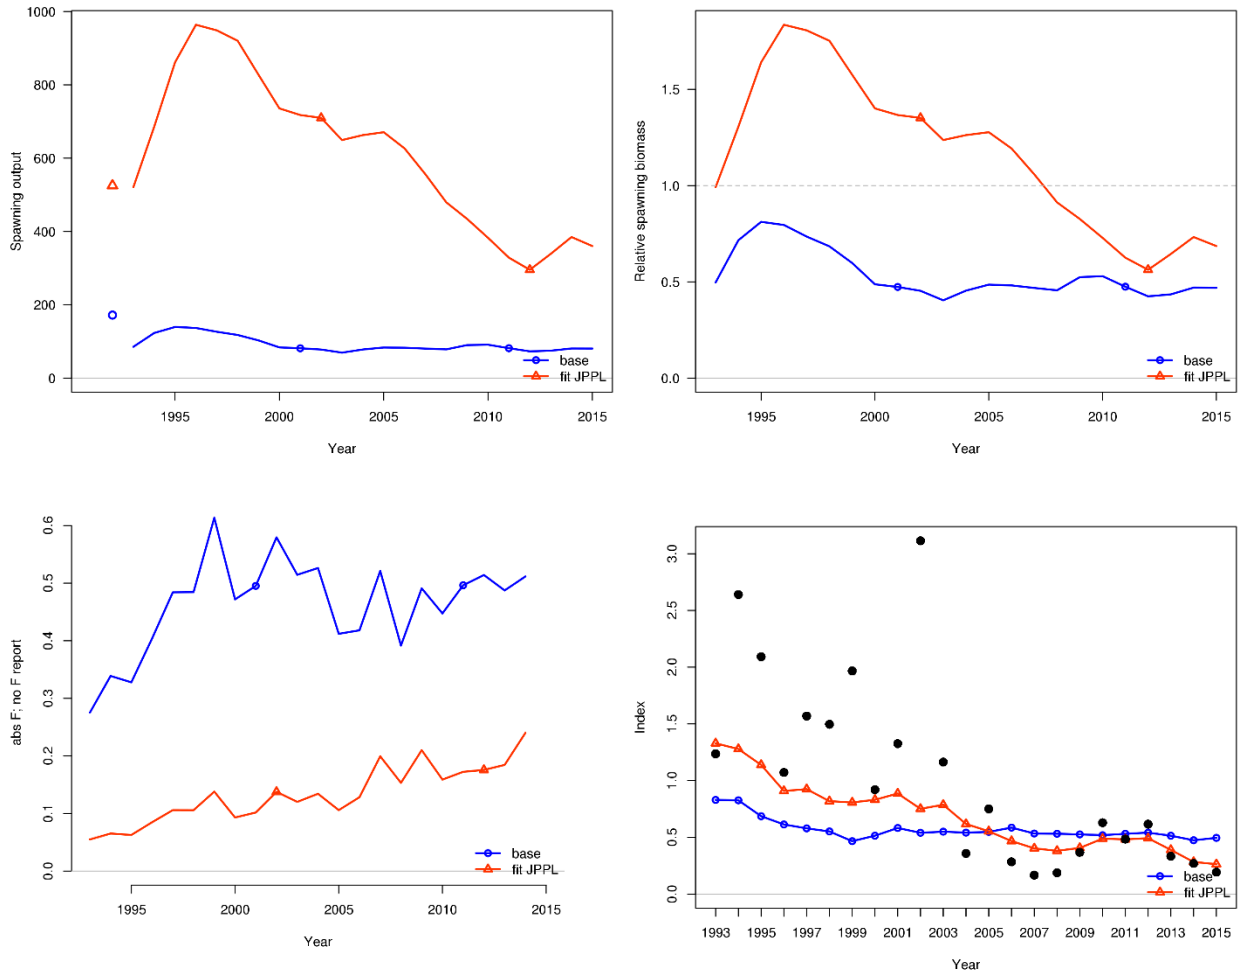 Spawning output
1000
800
600
400
200
0
base
fit JPPL
1995 2000 2005 2010 2015
Year
Relative spawning biomass
1.5
1.0
0.5
0.0
base
fit JPPL
1995 2000 2005 2010 2015
Year
abs F; no F report
0.6
0.5
0.4
0.3
0.2
0.1
0.0
base
fit JPPL
1995 2000 2005 2010 2015
Year
Index
3.0
2.5
2.0
1.5
1.0
0.5
0.0
base
fit JPPL
1993 1995 1997 1999 2001 2003 2005 2007 2009 2011 2013 2015
Year